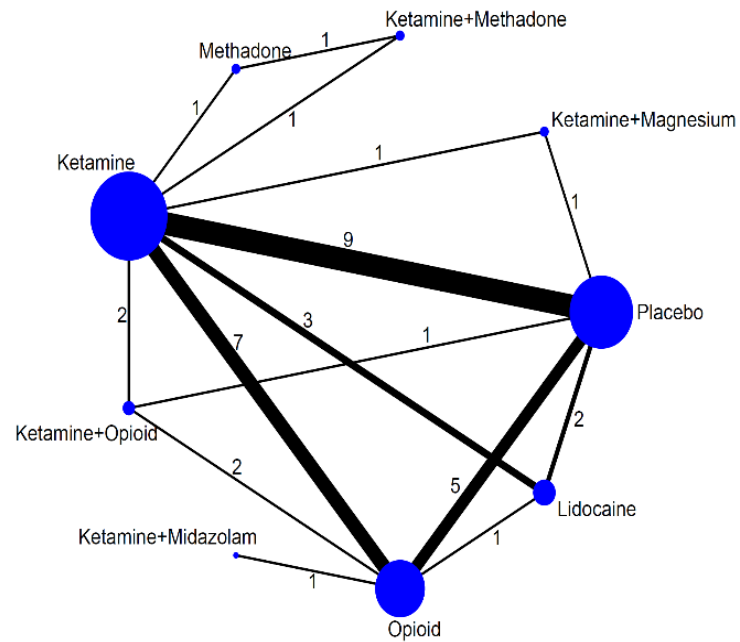 Ketamine+Methadone
Methadone
1
1
1
Ketamine+Magnesium
Ketamine
1
1
9
Placebo
2
3
7
1
2
Ketamine+Opioid
2
5
Lidocaine
Ketamine+Midazolam
1
1
Opioid